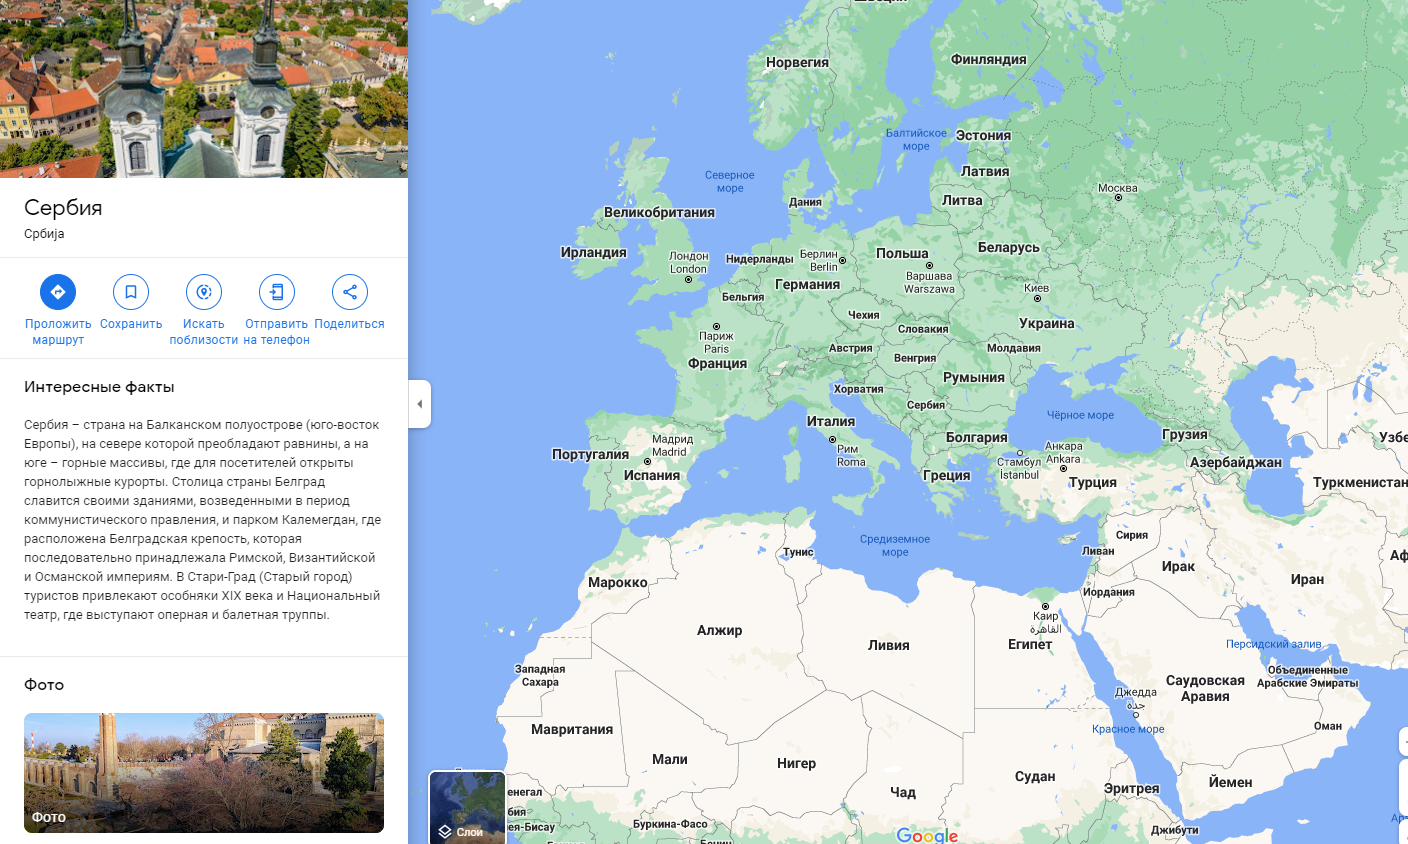 Сербия
Србија
Проложить
маршрут
Сохранить
Искать
поблизости
Отправить
на телефон
Поделиться
Интересные факты
Сербия – страна на Балканском полуострове (юго-восток
Европы), на севере которой преобладают равнины, а на
юге – горные массивы, где для посетителей открыты
горнолыжные курорты. Столица страны Белград
славится своими зданиями, возведенными в период
коммунистического правления, и парком Калемегдан, где
расположена Белградская крепость, которая
последовательно принадлежала Римской, Византийской
и Османской империям. В Стари-Град (Старый город)
туристов привлекают особняки XIX века и Национальный
театр, где выступают оперная и балетная труппы.
Фото
Фото
Швеция
Норвегия
Финляндия
Балтийское
море
Эстония
Северное
море
Латвия
Москва
Дания
Литва
Великобритания
Ирландия
Лондон
London
Нидерланды
Берлин
Berlin
Польша
Беларусь
Варшава
Warszawa
Германия
Бельгия
Киев
Чехия
Украина
Париж
Paris
Словакия
Франция
Австрия
Венгрия
Молдавия
Румыния
Хорватия
Сербия
Италия
Чёрное море
Болгария
Грузия
Узбе
Мадрид
Madrid
Рим
Roma
Португалия
Испания
Стамбул
İstanbul
Анкара
Ankara
Азербайджан
Греция
Турция
Туркменистан
Тунис
Средиземное
море
Сирия
Ливан
Аф
Ирак
Марокко
Иран
Иордания
Каир
القاهرة
Алжир
Ливия
Египет
Персидский залив
Западная
Сахара
Объединенные
Арабские Эмираты
Саудовская
Аравия
Джедда
جدة
Мавритания
Красное море
Оман
Мали
Нигер
Судан
Йемен
Чад
Эритрея
енегал
бия
ея-Бисау
Буркина-Фасо
Джибути
Слои
Google